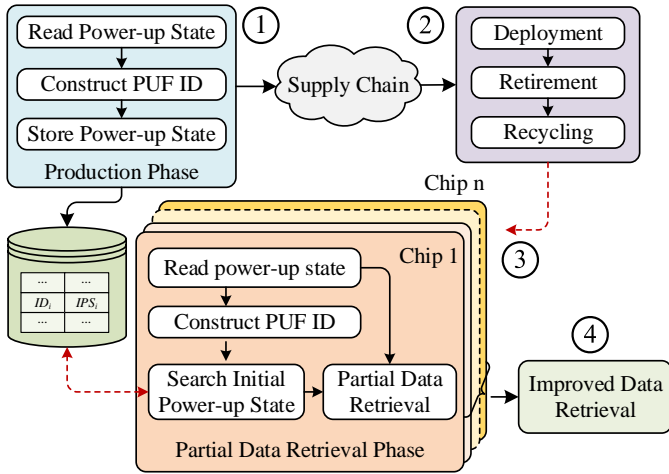 Read Power-up State
Construct PUF ID
Store Power-up State
Production Phase
1
Supply Chain
2
Deployment
Retirement
Recycling
... ...
IDi IPSi
... ...
Chip n
3
Chip 1
Read power-up state
Construct PUF ID
Search Initial
Power-up State
Partial Data
Retrieval
Partial Data Retrieval Phase
4
Improved Data
Retrieval